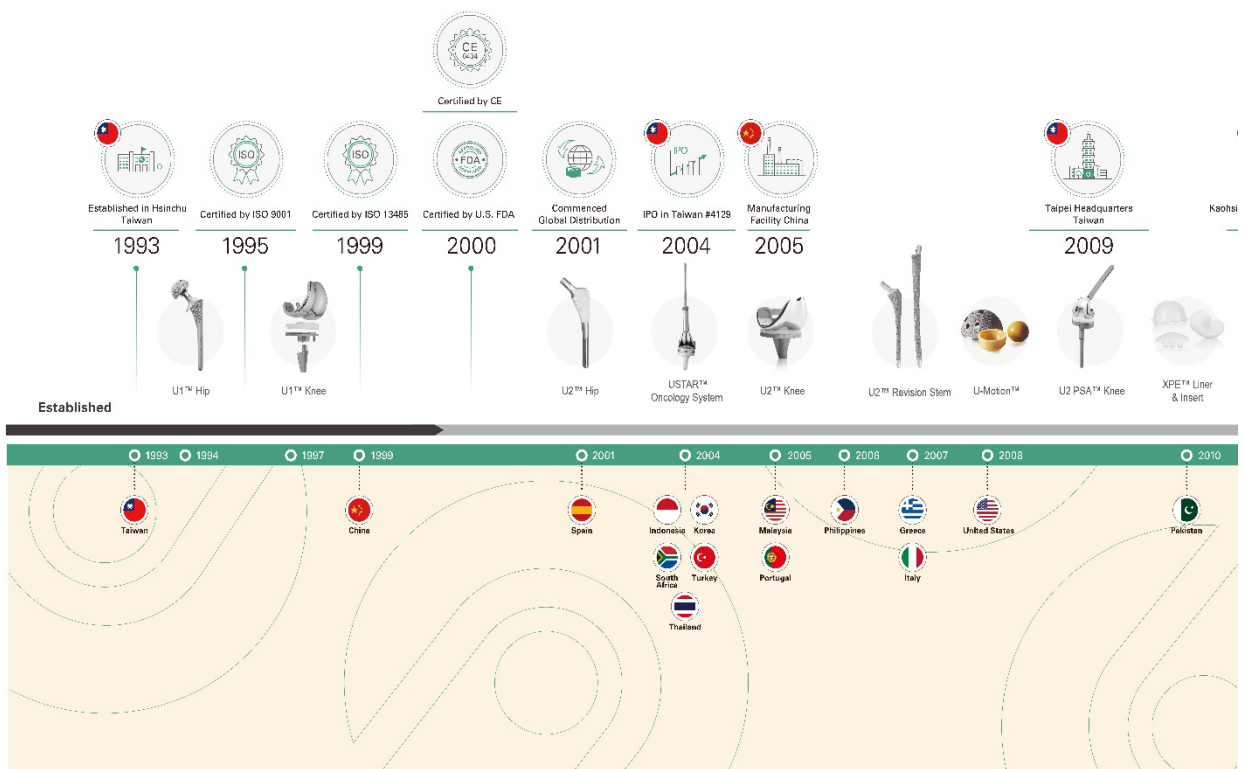 CE
0434
Certified by CE
Established in Hsinchu
Taiwan
1993
ISO
Certified by ISO 9001
1995
ISO
Certified by ISO 13485
1999
FDA
Certified by U.S. FDA
2000
Commenced
Global Distribution
2001
IPO
IPO in Taiwan #4129
2004
Manufacturing
Facility China
2005
Taipei Headquarters
Taiwan
2009
Kaohsi
U1™ Hip
U1™ Knee
U2™ Hip
USTAR™
Oncology System
U2™ Knee
U2™ Revision Stem
U-Motion™
U2 PSA™ Knee
XPE™ Liner
& Insert
Established
1993
1994
1997
1999
2001
2004
2005
2006
2007
2008
2010
Taiwan
China
Spain
Indonesia
Korea
Malaysia
Philippines
Greece
United States
Pakistan
South
Africa
Turkey
Portugal
Italy
Thailand